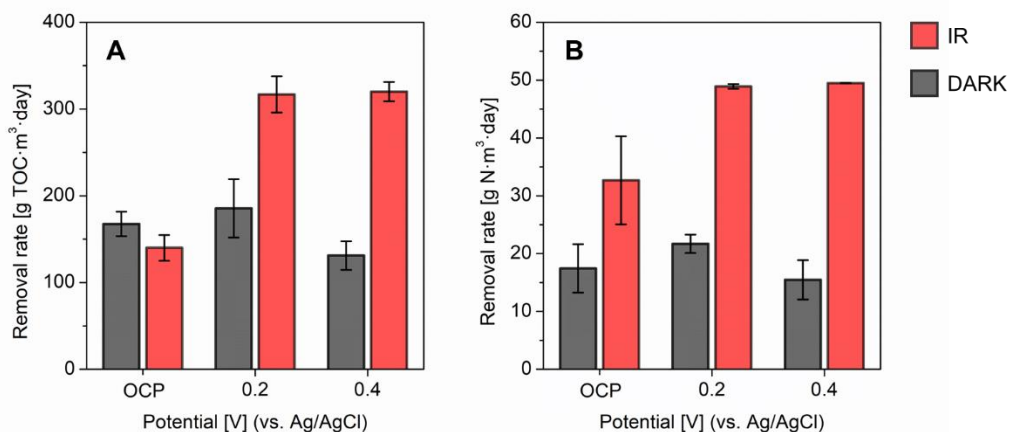 A
Removal rate [g TOC·m³·day]
400
300
200
100
0
OCP
0.2
0.4
Potential [V] (vs. Ag/AgCl)
B
Removal rate [g N·m³·day]
60
50
40
30
20
10
0
OCP
0.2
0.4
Potential [V] (vs. Ag/AgCl)
IR
DARK